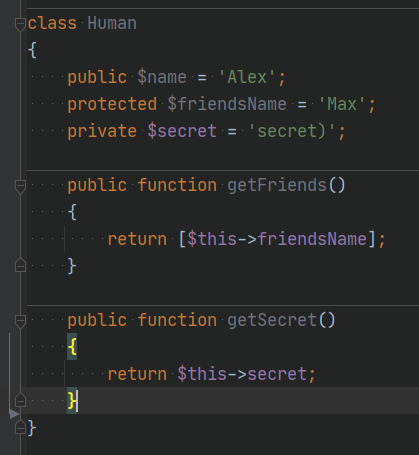 class Human
{
    public $name = 'Alex';
    protected $friendsName = 'Max';
    private $secret = 'secret)';
    public function getFriends()
    {
        return [$this->friendsName];
    }
    public function getSecret()
    {
        return $this->secret;
    }
}